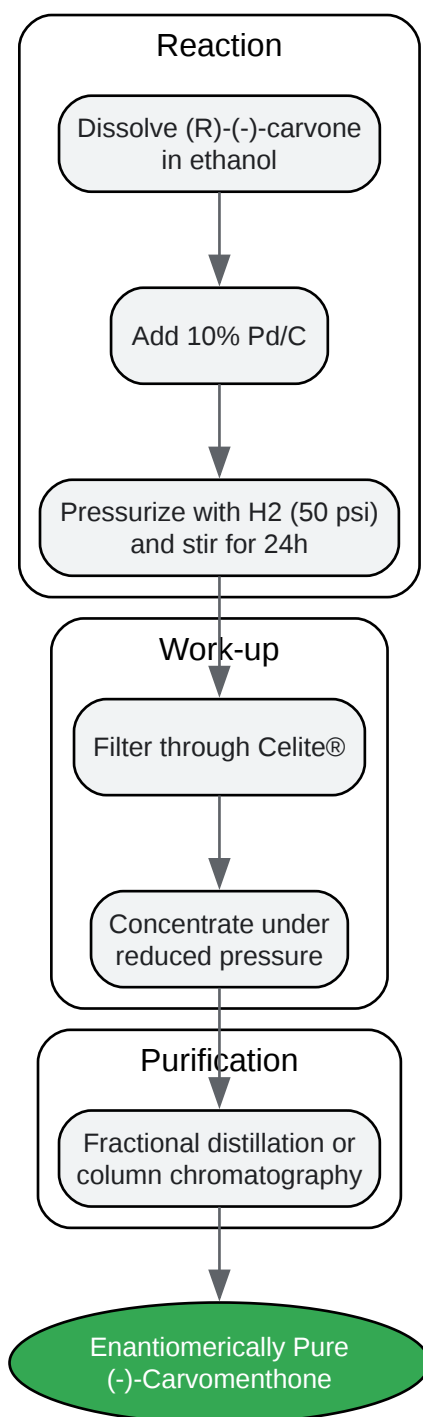 Reaction
Dissolve (R)-(-)-carvone
in ethanol
Add 10% Pd/C
Pressurize with H2 (50 psi)
and stir for 24h
Work-up
Filter through Celite®
Concentrate under
reduced pressure
Purification
Fractional distillation or
column chromatography
Enantiomerically Pure
(-)-Carvomenthone